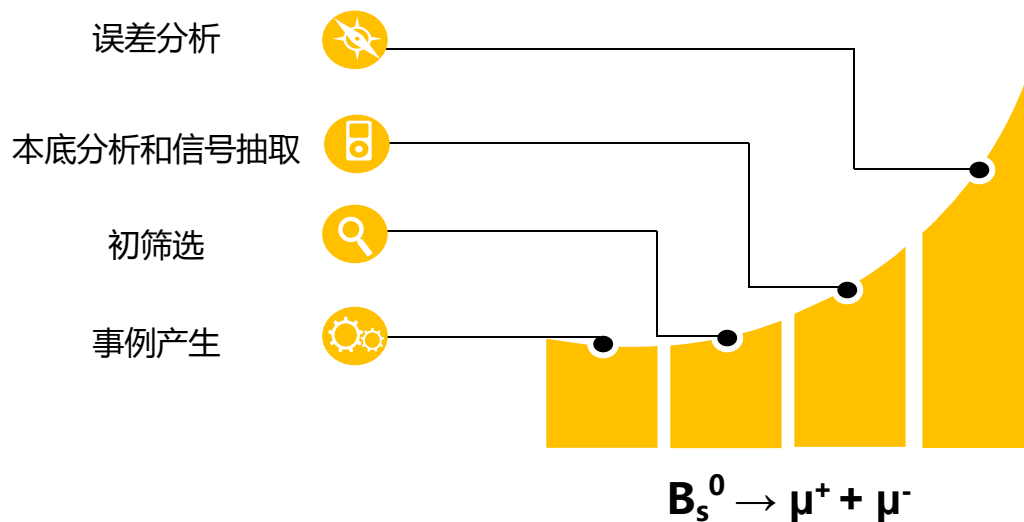 误差分析
本底分析和信号抽取
初筛选
事例产生
Bₛ⁰ → μ⁺ + μ⁻